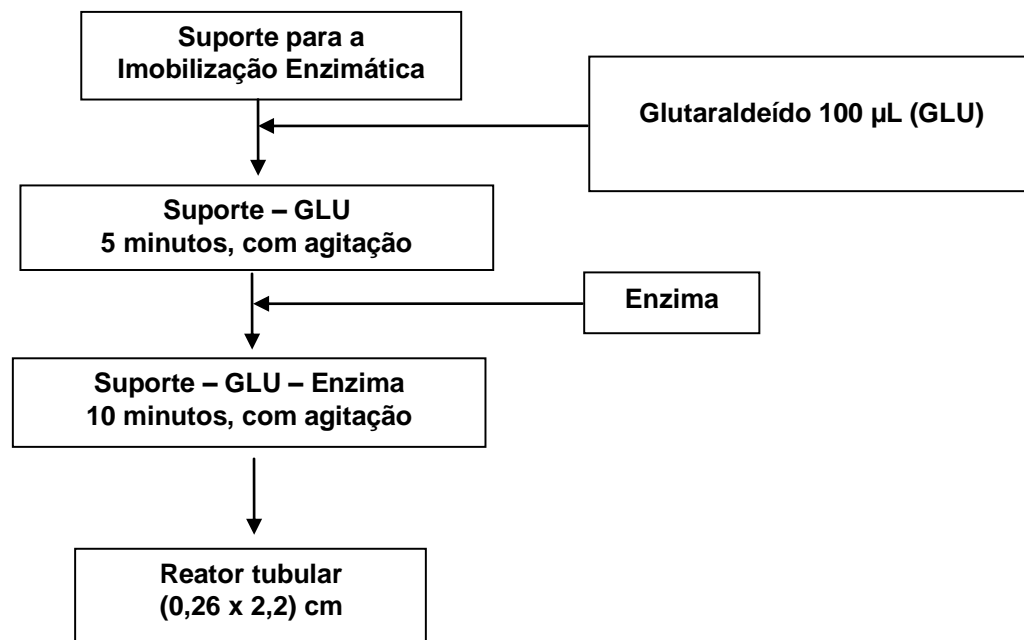 Suporte para a
Imobilização Enzimática
Glutaraldeído 100 µL (GLU)
Suporte – GLU
5 minutos, com agitação
Enzima
Suporte – GLU – Enzima
10 minutos, com agitação
Reator tubular
(0,26 x 2,2) cm